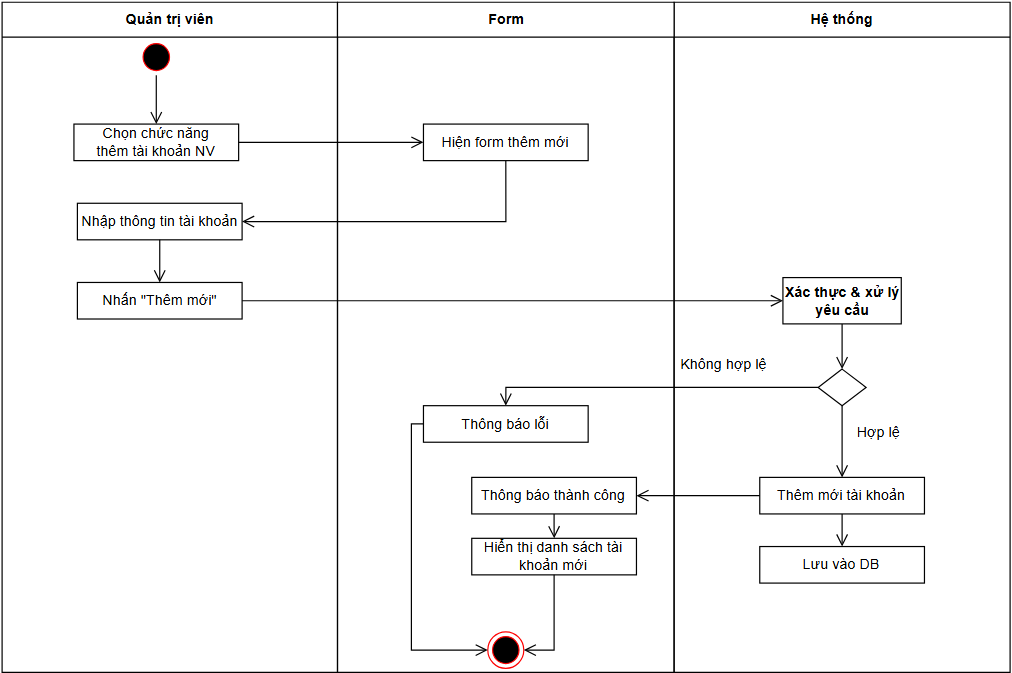 Quản trị viên
Form
Hệ thống
Chọn chức năng
thêm tài khoản NV
Hiện form thêm mới
Nhập thông tin tài khoản
Nhấn "Thêm mới"
Xác thực & xử lý
yêu cầu
Không hợp lệ
Thông báo lỗi
Hợp lệ
Thông báo thành công
Thêm mới tài khoản
Hiển thị danh sách tài
khoản mới
Lưu vào DB